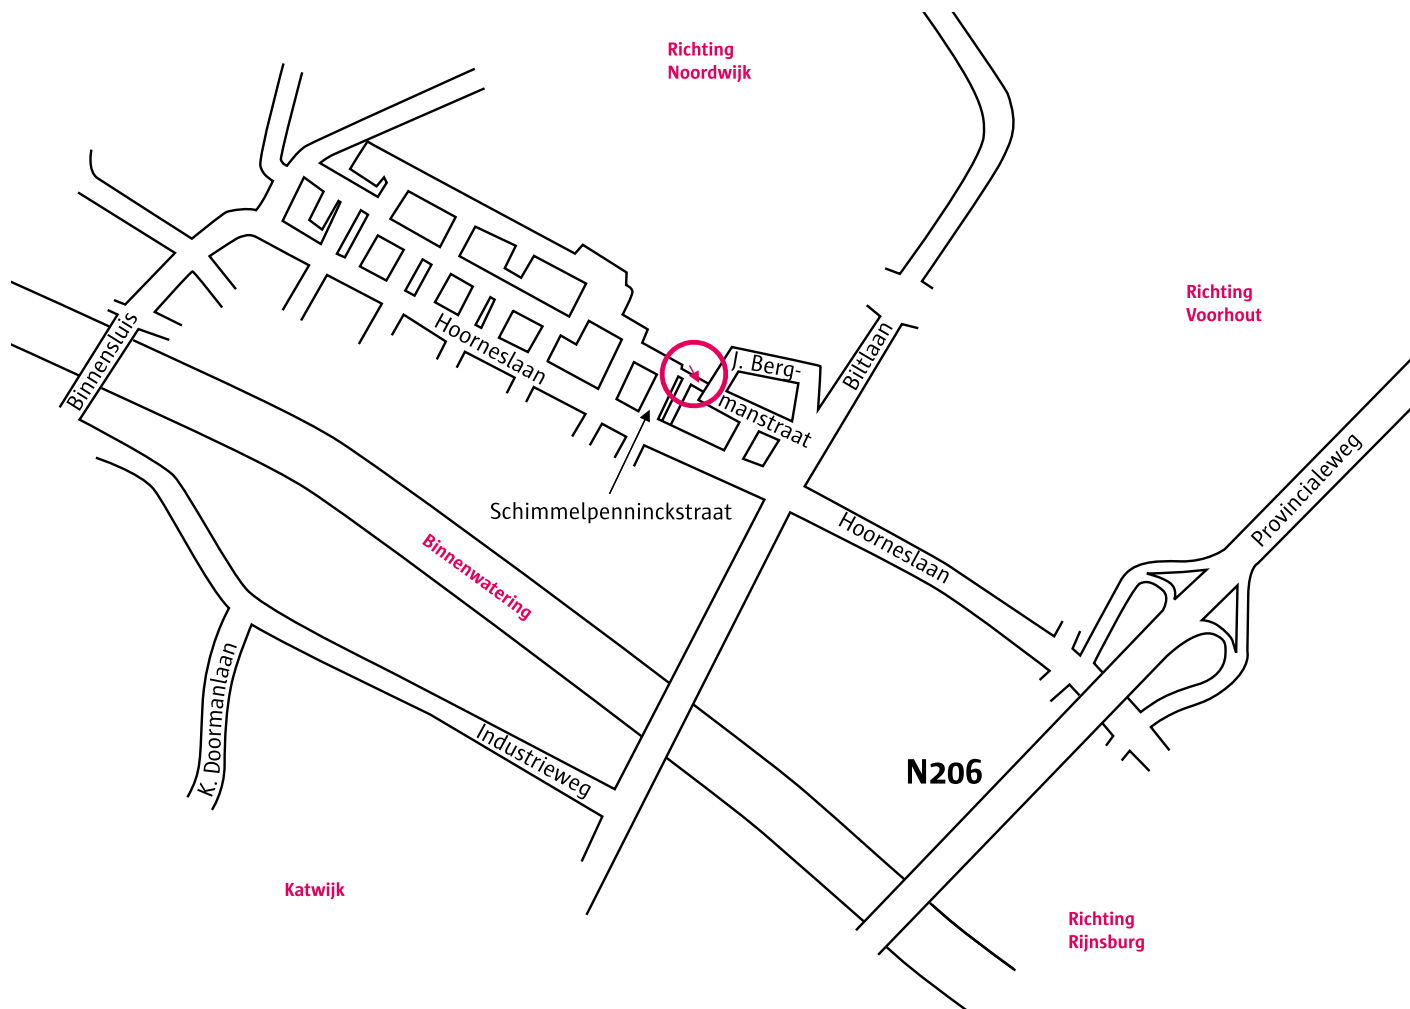 Richting
Noordwijk
Richting
Voorhout
Binnensluis
Hoorneslaan
J. Berg-
manstraat
Biltlaan
Schimmelpenninckstraat
Provincialeweg
Hoorneslaan
Binnenwatering
K. Doormanlaan
Industrieweg
N206
Katwijk
Richting
Rijnsburg